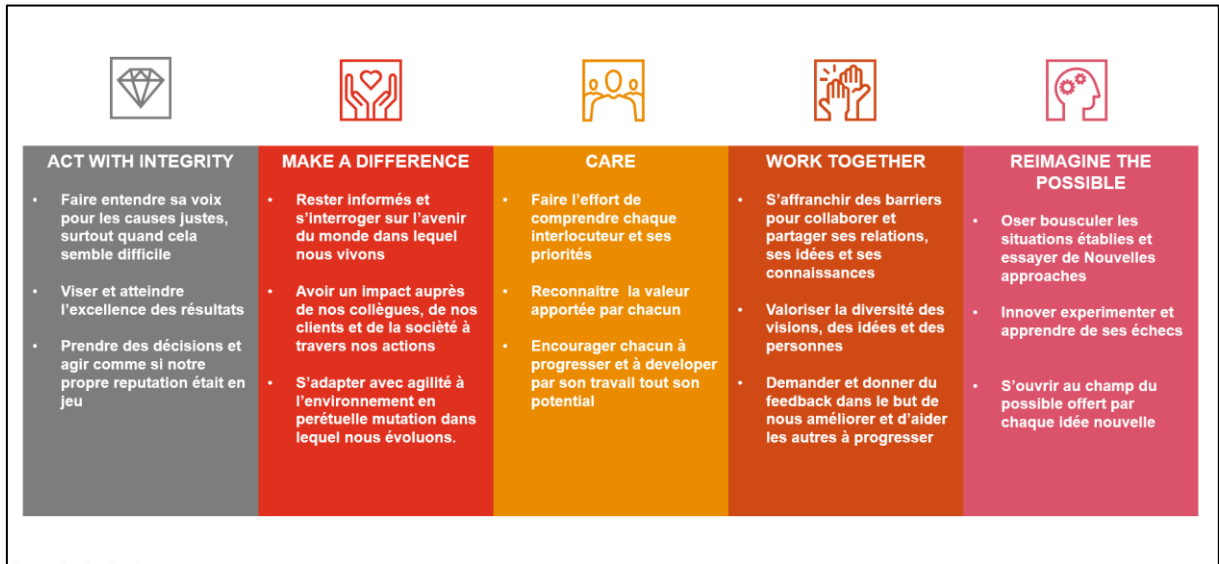 ACT WITH INTEGRITY
• Faire entendre sa voix
pour les causes justes,
surtout quand cela
semble difficile
• Viser et atteindre
l’excellence des résultats
• Prendre des décisions et
agir comme si notre
propre reputation était en
jeu
MAKE A DIFFERENCE
• Rester informés et
s’interroger sur l’avenir
du monde dans lequel
nous vivons
• Avoir un impact auprès
de nos collègues, de nos
clients et de la socièté à
travers nos actions
• S’adapter avec agilité à
l’environnement en
perétuelle mutation dans
lequel nous évoluons.
CARE
• Faire l’effort de
comprendre chaque
interlocuteur et ses
priorités
• Reconnaitre la valeur
apportée par chacun
• Encourager chacun à
progresser et à developer
par son travail tout son
potential
WORK TOGETHER
• S’affranchir des barriers
pour collaborer et
partager ses relations,
ses idées et ses
connaissances
• Valoriser la diversité des
visions, des idées et des
personnes
• Demander et donner du
feedback dans le but de
nous améliorer et d’aider
les autres à progresser
REIMAGINE THE
POSSIBLE
• Oser bousculer les
situations établies et
essayer de Nouvelles
approaches
• Innover experimenter et
apprendre de ses échecs
• S’ouvrir au champ du
possible offert par
chaque idée nouvelle